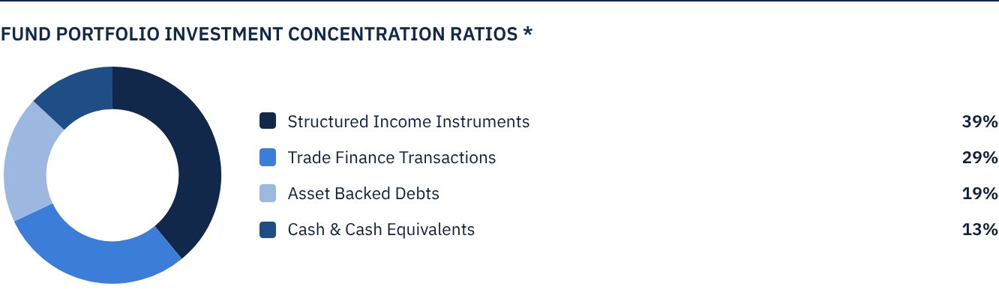 FUND PORTFOLIO INVESTMENT CONCENTRATION RATIOS *
Structured Income Instruments 39%
Trade Finance Transactions 29%
Asset Backed Debts 19%
Cash & Cash Equivalents 13%